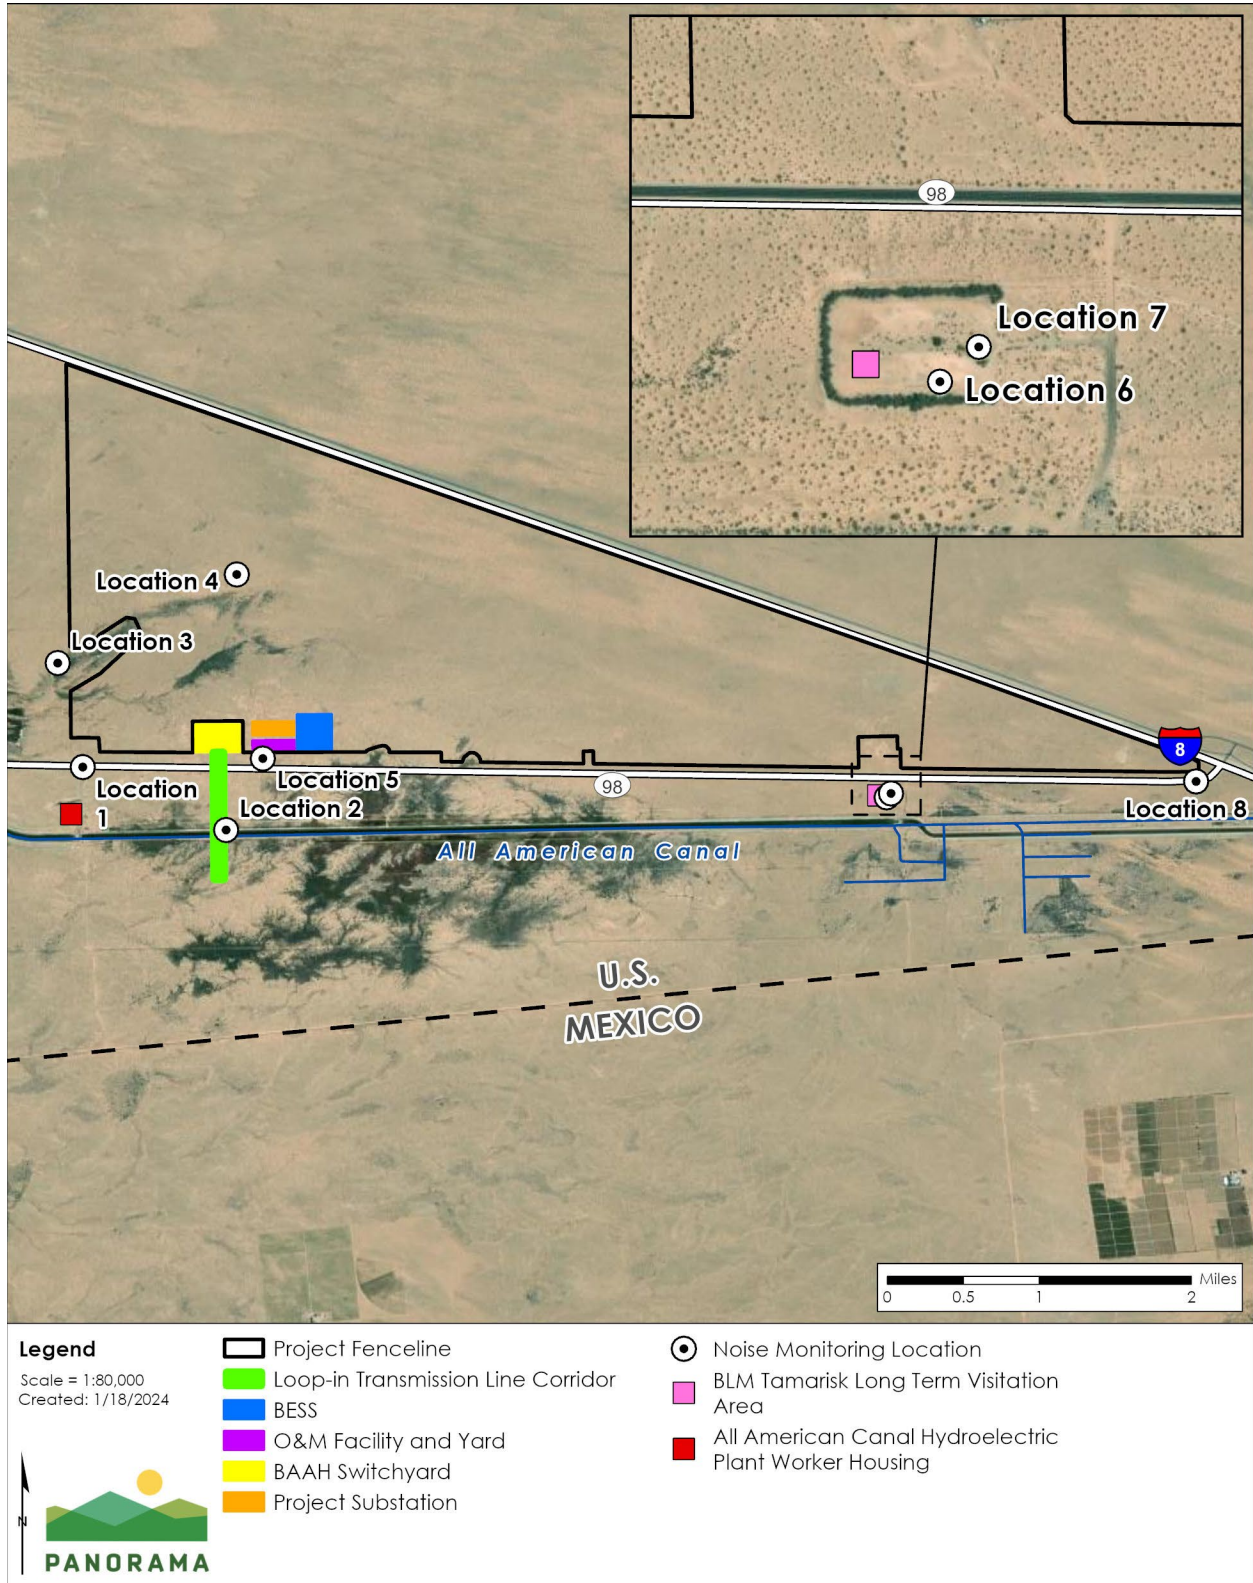 98
Location 7
Location 6
Location 4
Location 3
8
Location 5
Location
1
98
Location 2
Location 8
All American Canal
U.S.
MEXICO
Miles
0 0.5 1 2
Legend
Scale = 1:80,000
Created: 1/18/2024
N
PANORAMA
Project Fenceline
Loop-in Transmission Line Corridor
BESS
O&M Facility and Yard
BAAH Switchyard
Project Substation
Noise Monitoring Location
BLM Tamarisk Long Term Visitation
Area
All American Canal Hydroelectric
Plant Worker Housing